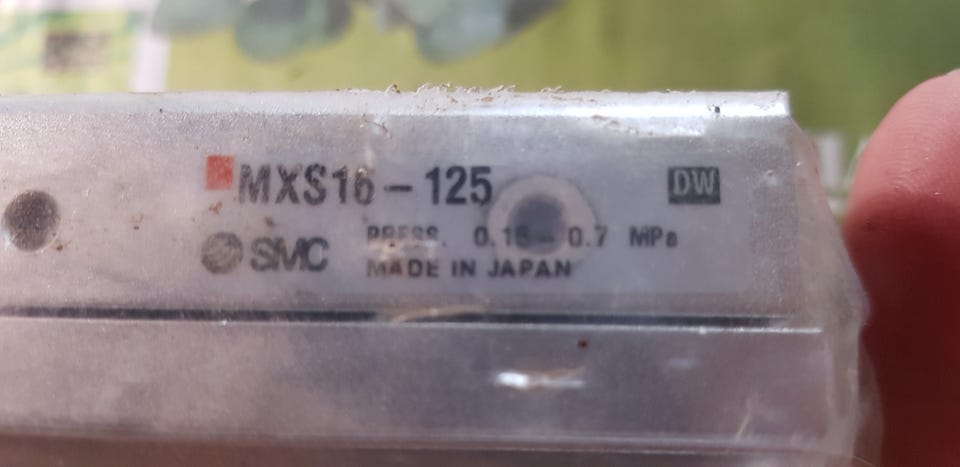 MXS16-125
DW
SMC
PRESS. 0.15-0.7 MPa
MADE IN JAPAN